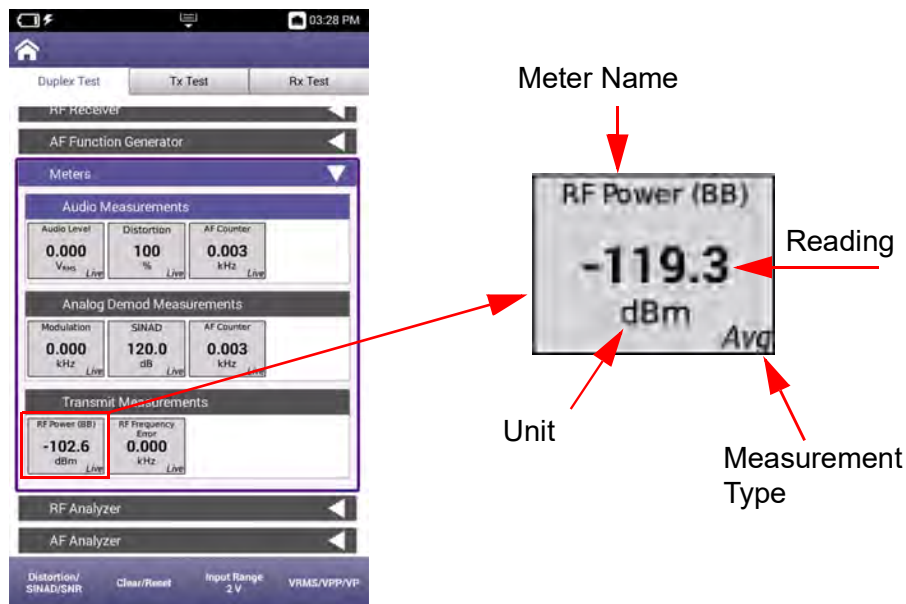 03:28 PM
Duplex Test
Tx Test
Rx Test
RF Receiver
AF Function Generator
Meters
Audio Measurements
Audio Level
0.000
VRMS
Live
Distortion
100
%
Live
AF Counter
0.003
kHz
Live
Analog Demod Measurements
Modulation
0.000
kHz
Live
SINAD
120.0
dB
Live
AF Counter
0.003
kHz
Live
Transmit Measurements
RF Power (BB)
-102.6
dBm
Live
RF Frequency
Error
0.000
kHz
Live
RF Analyzer
AF Analyzer
Distortion/
SINAD/SNR
Clear/Reset
Input Range
2 V
VRMS/VPP/VP
Meter Name
RF Power (BB)
-119.3
dBm
Avg
Reading
Unit
Measurement
Type